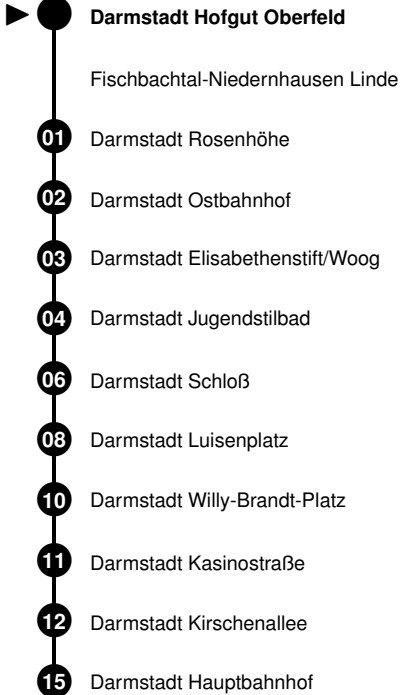 Darmstadt Hofgut Oberfeld
Fischbachtal-Niedernhausen Linde
01 Darmstadt Rosenhöhe
02 Darmstadt Ostbahnhof
03 Darmstadt Elisabethenstift/Woog
04 Darmstadt Jugendstilbad
06 Darmstadt Schloß
08 Darmstadt Luisenplatz
10 Darmstadt Willy-Brandt-Platz
11 Darmstadt Kasinostraße
12 Darmstadt Kirschenallee
15 Darmstadt Hauptbahnhof